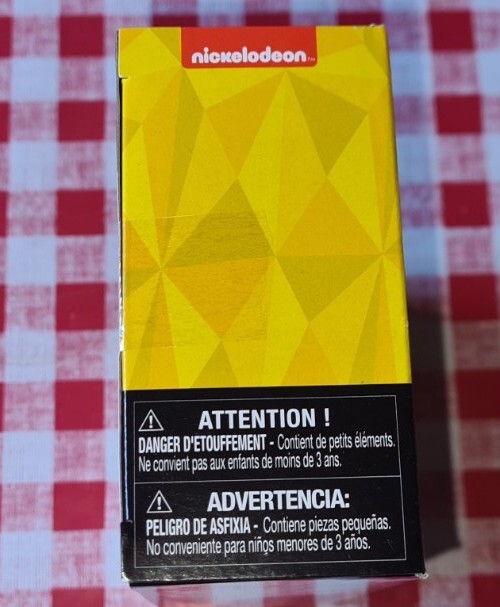 nickelodeon™
ATTENTION !
DANGER D'ETOUFFEMENT - Contient de petits éléments.
Ne convient pas aux enfants de moins de 3 ans.
ADVERTENCIA:
PELIGRO DE ASFIXIA - Contiene piezas pequeñas.
No conveniente para niños menores de 3 años.